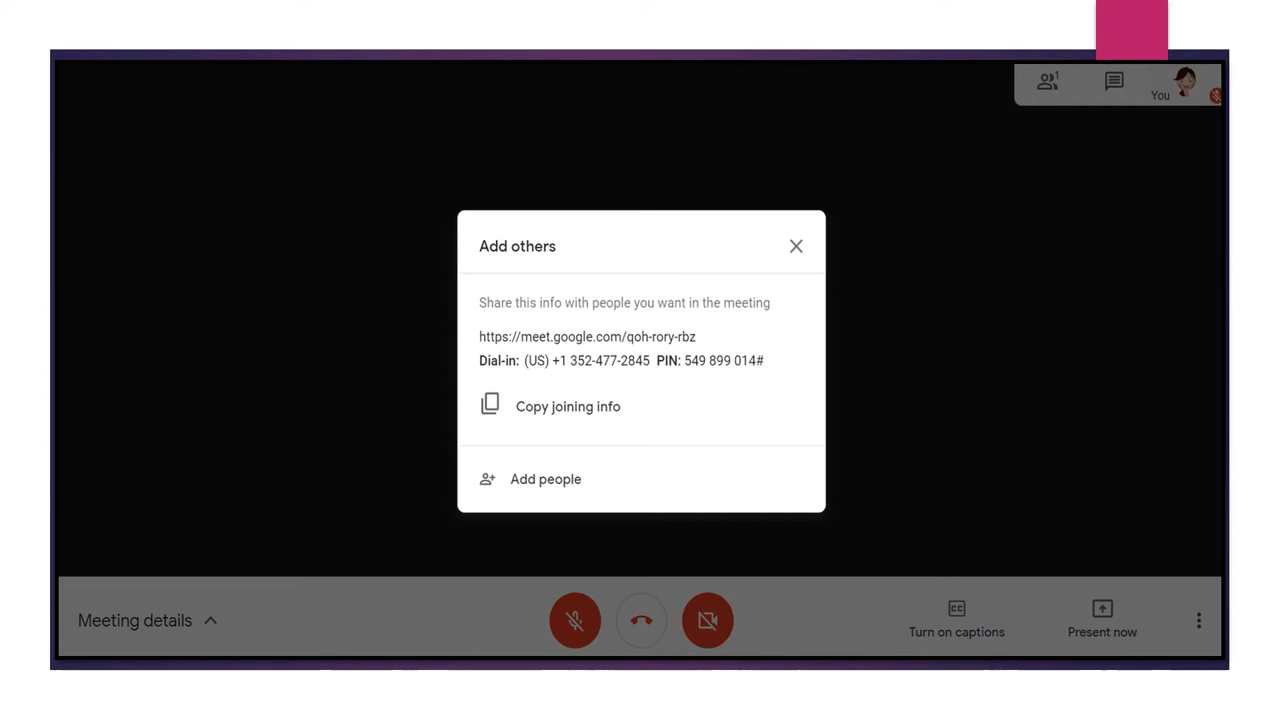 1
You
Add others
Share this info with people you want in the meeting
https://meet.google.com/qoh-rory-rbz
Dial-in: (US) +1 352-477-2845 PIN: 549 899 014#
Copy joining info
Add people
Meeting details
CC
Turn on captions
Present now